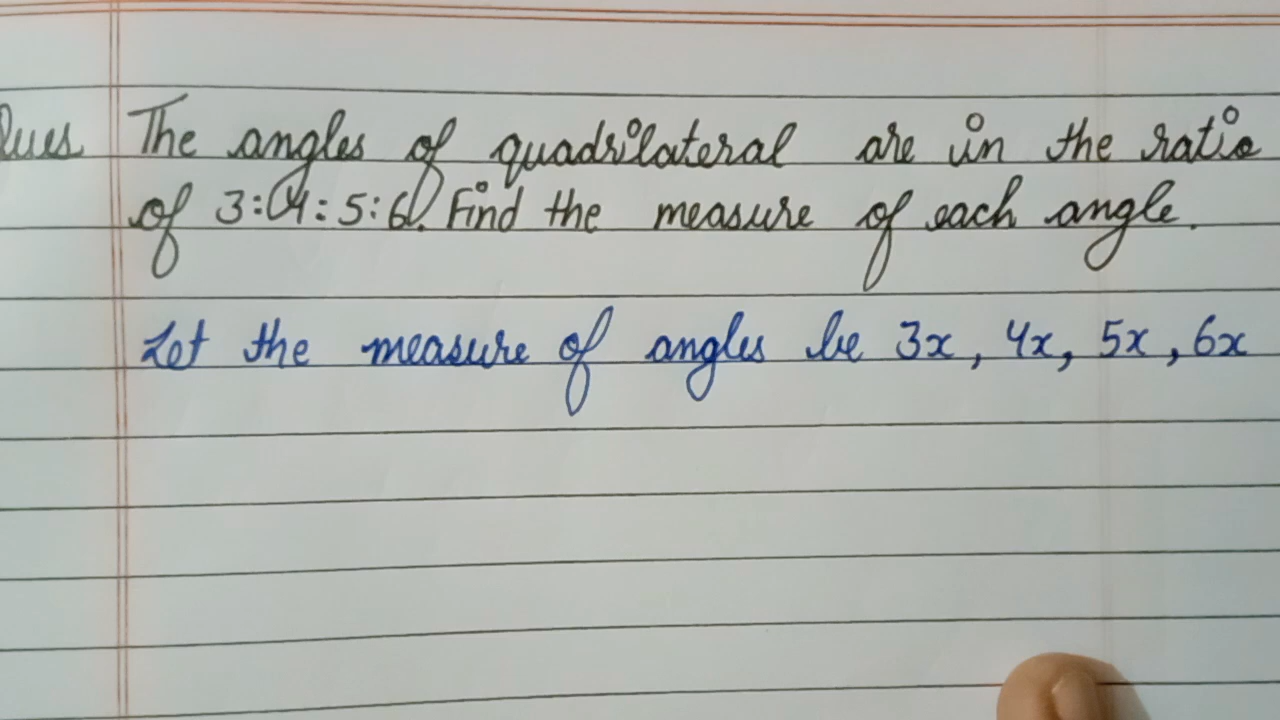 Ques The angles of quadrilateral are in the ratio
of 3:(4:5:6). Find the measure of each angle.
Let the measure of angles be 3x, 4x, 5x, 6x